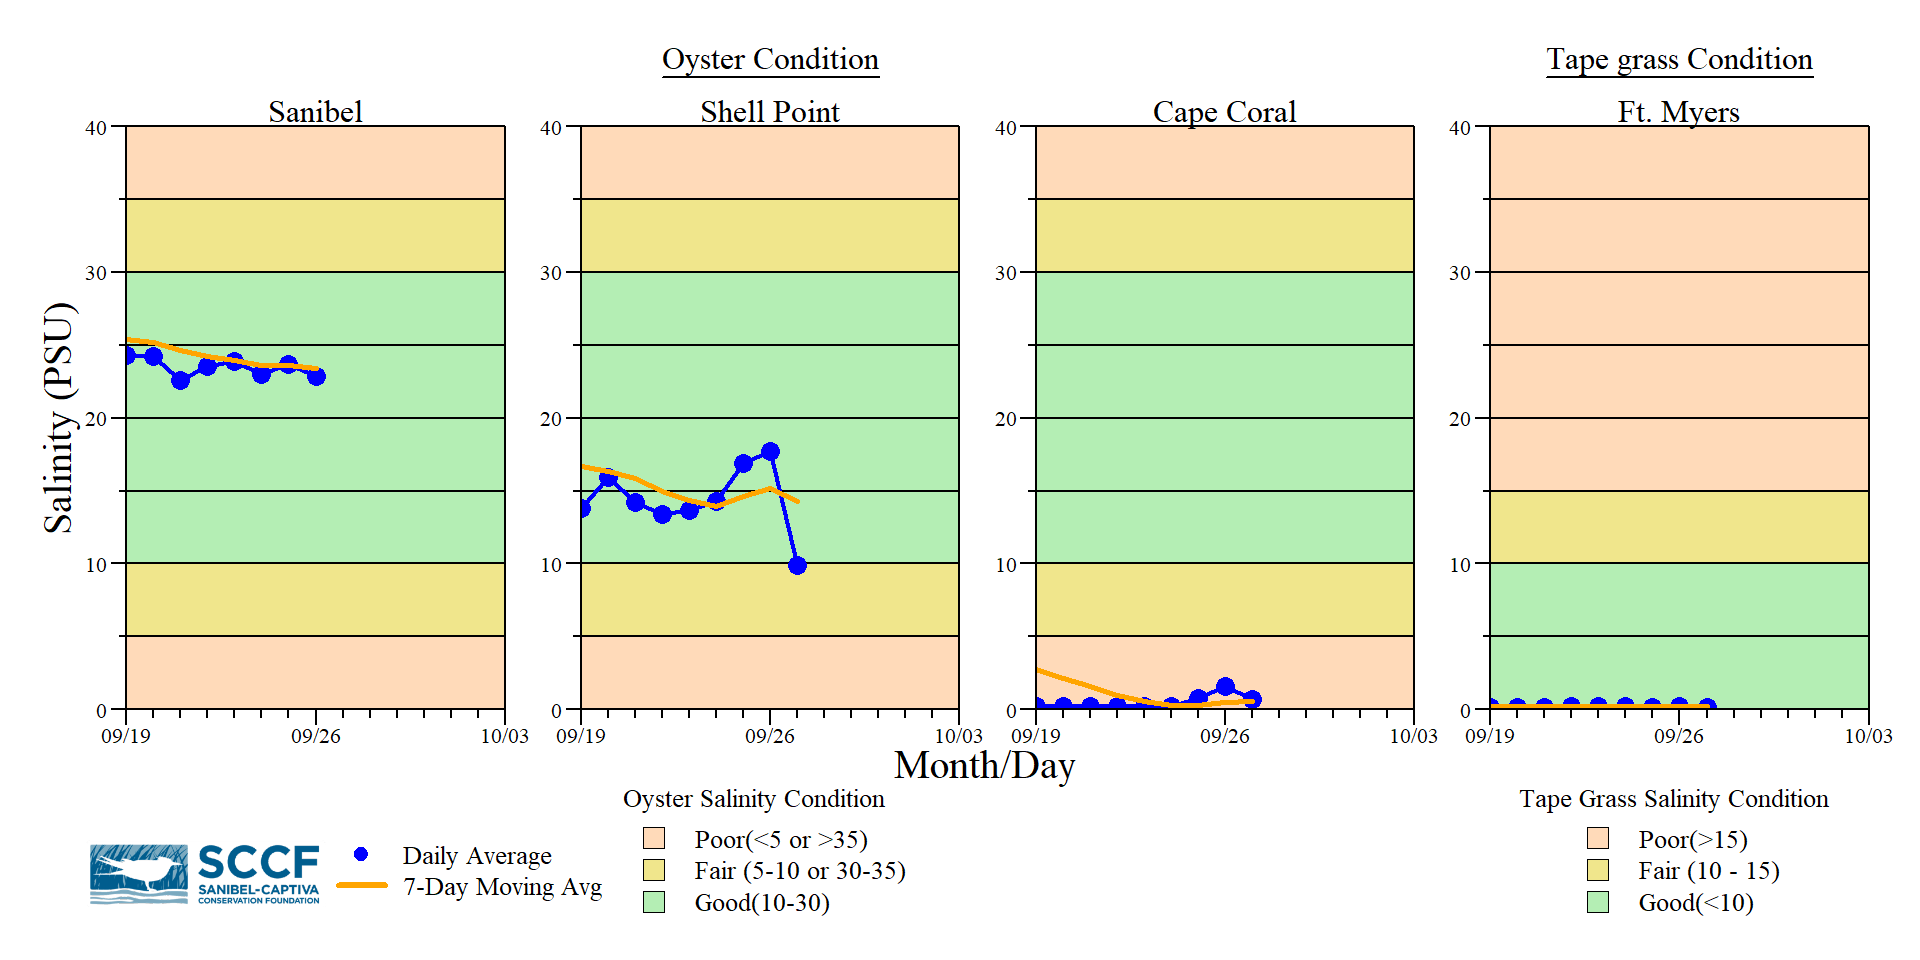 Oyster Condition
Tape grass Condition
Sanibel
Shell Point
Cape Coral
Ft. Myers
Salinity (PSU)
40
30
20
10
0
09/19
09/26
10/03
40
30
20
10
0
09/19
09/26
10/03
40
30
20
10
0
09/19
09/26
10/03
40
30
20
10
0
09/19
09/26
10/03
Month/Day
SCCF
SANIBEL-CAPTIVA
CONSERVATION FOUNDATION
Daily Average
7-Day Moving Avg
Oyster Salinity Condition
Poor(<5 or >35)
Fair (5-10 or 30-35)
Good(10-30)
Tape Grass Salinity Condition
Poor(>15)
Fair (10 - 15)
Good(<10)